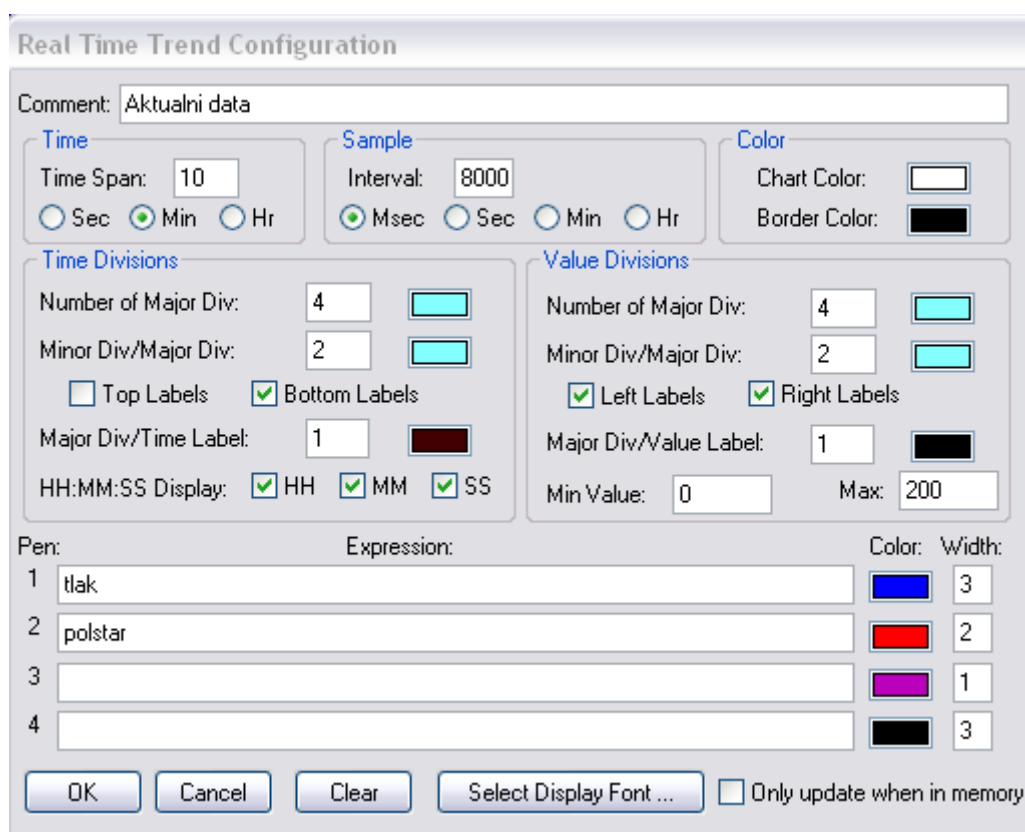 Real Time Trend Configuration
Comment: Aktualni data
Time Sample Color
Time Span: 10 Interval: 8000 Chart Color:
Sec Min Hr Msec Sec Min Hr Border Color:
Time Divisions Value Divisions
Number of Major Div: 4 Number of Major Div: 4
Minor Div/Major Div: 2 Minor Div/Major Div: 2
Top Labels Bottom Labels Left Labels Right Labels
Major Div/Time Label: 1 Major Div/Value Label: 1
HH:MM:SS Display: HH MM SS Min Value: 0 Max: 200
Pen: Expression: Color: Width:
1 tlak 3
2 polstar 2
3 1
4 3
OK Cancel Clear Select Display Font ... Only update when in memory